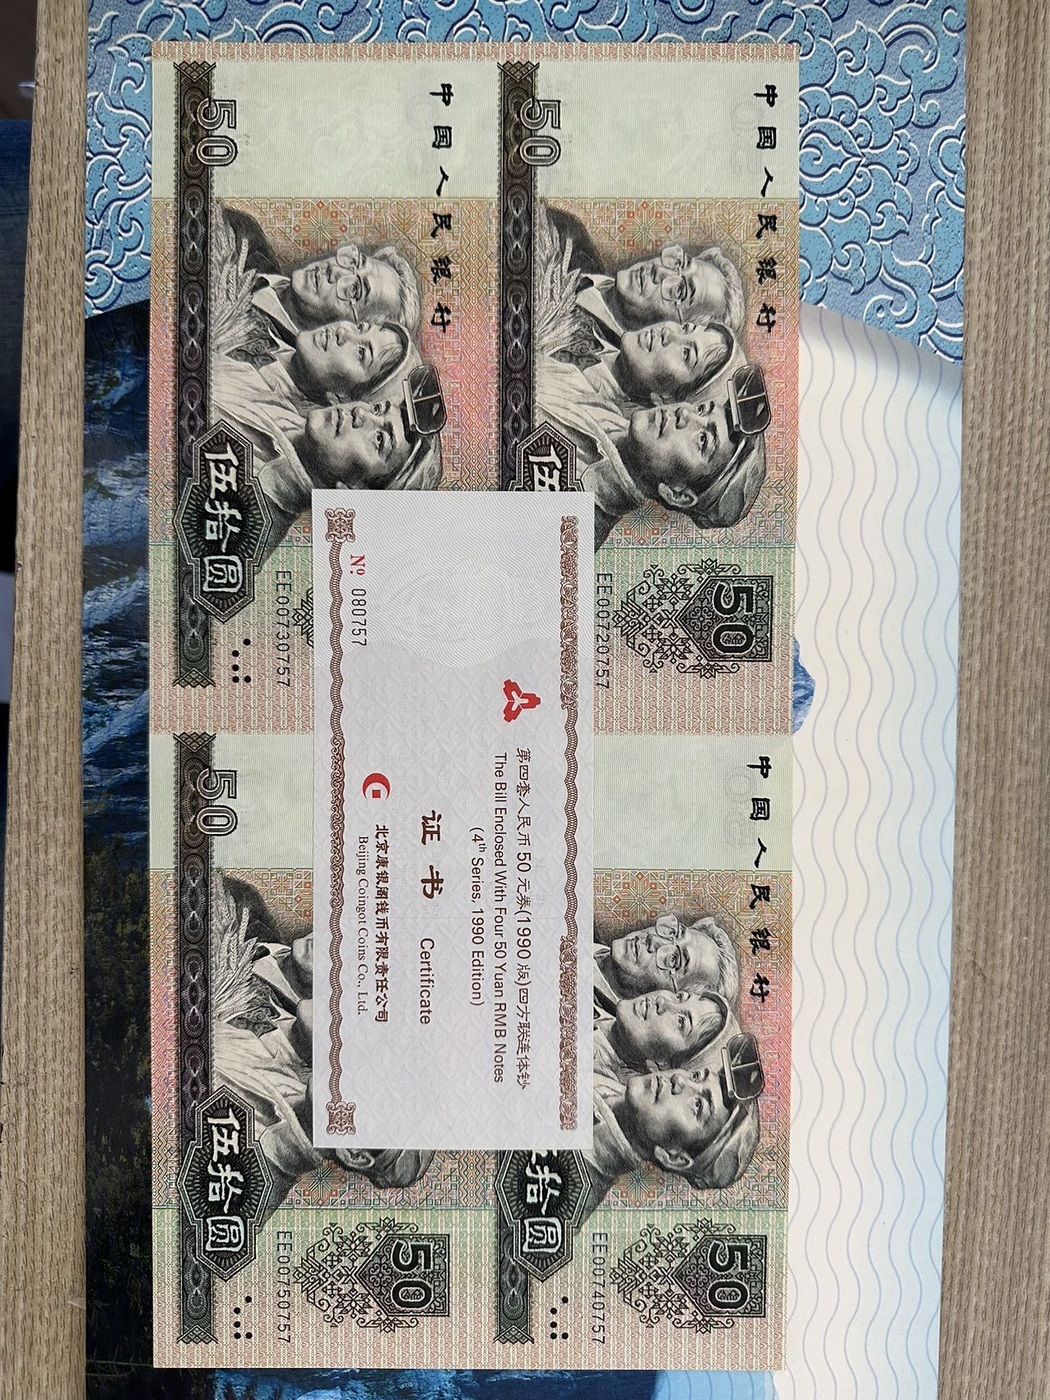 中国人民银行
50
50
EE00720757
中国人民银行
50
拾圆
EE00740757
第四套人民币50元券(1990版)四方联连体钞
The Bill Enclosed With Four 50 Yuan RMB Notes
(4th Series, 1990 Edition)
证书 Certificate
北京康银阁钱币有限责任公司
Beijing Coingot Coins Co., Ltd.
Nº 080757
中国人民银行
50
伍拾圆
EE00730757
50
50
伍拾圆
EE00750757